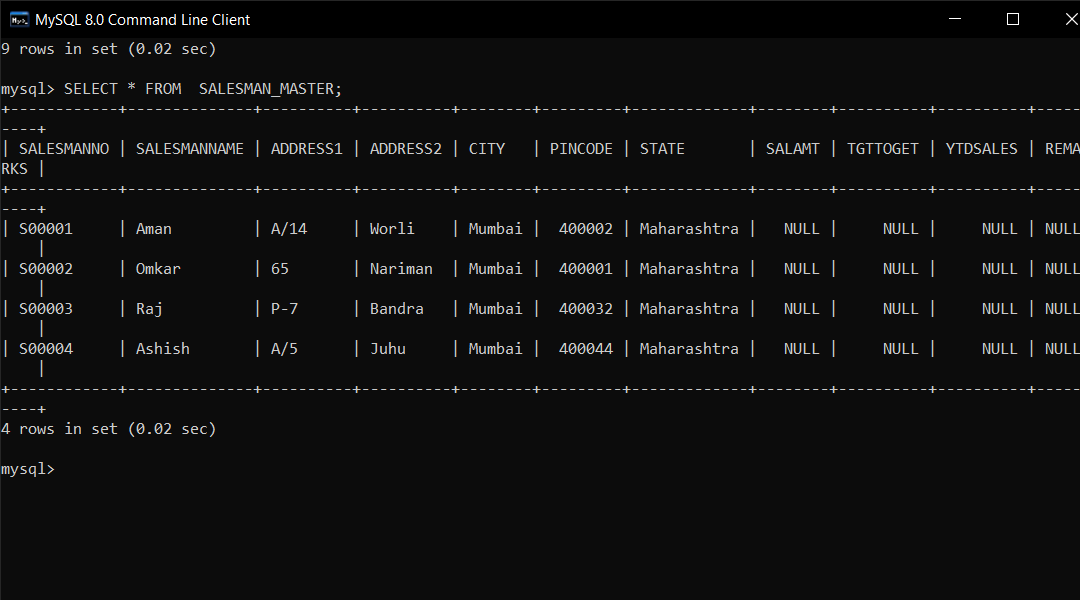 MySQL 8.0 Command Line Client
9 rows in set (0.02 sec)
mysql> SELECT * FROM  SALESMAN_MASTER;
+------------+--------------+----------+----------+--------+---------+-------------+--------+----------+----------+-----
----+
| SALESMANNO | SALESMANNAME | ADDRESS1 | ADDRESS2 | CITY   | PINCODE | STATE       | SALAMT | TGTTOGET | YTDSALES | REMA
RKS |
+------------+--------------+----------+----------+--------+---------+-------------+--------+----------+----------+-----
----+
| S00001     | Aman         | A/14     | Worli    | Mumbai |  400002 | Maharashtra |   NULL |     NULL |     NULL | NULL
    |
| S00002     | Omkar        | 65       | Nariman  | Mumbai |  400001 | Maharashtra |   NULL |     NULL |     NULL | NULL
    |
| S00003     | Raj          | P-7      | Bandra   | Mumbai |  400032 | Maharashtra |   NULL |     NULL |     NULL | NULL
    |
| S00004     | Ashish       | A/5      | Juhu     | Mumbai |  400044 | Maharashtra |   NULL |     NULL |     NULL | NULL
    |
+------------+--------------+----------+----------+--------+---------+-------------+--------+----------+----------+-----
----+
4 rows in set (0.02 sec)
mysql>